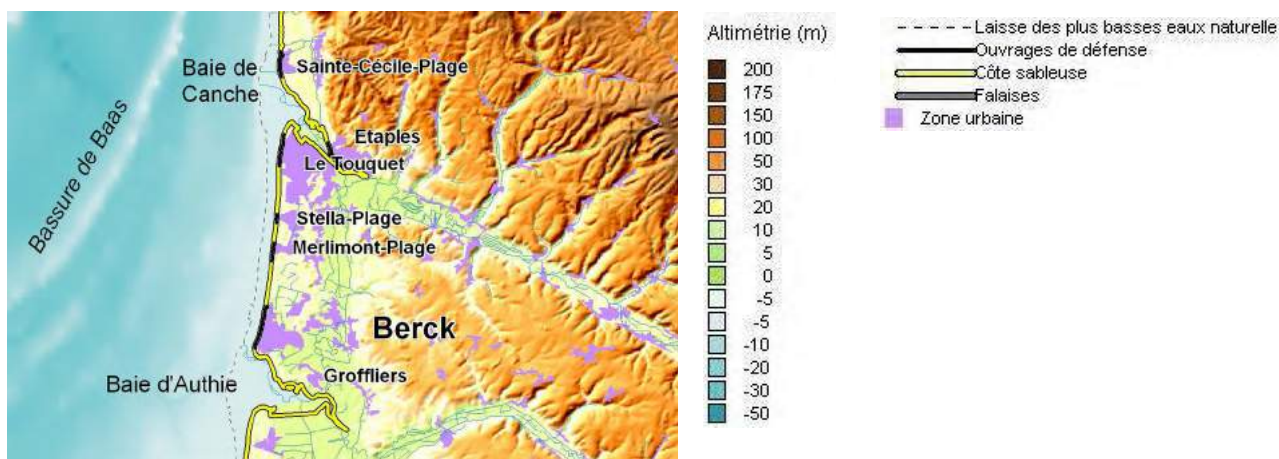 Baie de
Canche
Sainte-Cécile-Plage
Bassure de Baas
Etaples
Le Touquet
Stella-Plage
Merlimont-Plage
Berck
Groffliers
Baie d'Authie
Altimétrie (m)
200
175
150
100
50
30
20
10
5
0
-5
-5
-10
-20
-30
-50
Laisse des plus basses eaux naturelle
Ouvrages de défense
Côte sableuse
Falaises
Zone urbaine